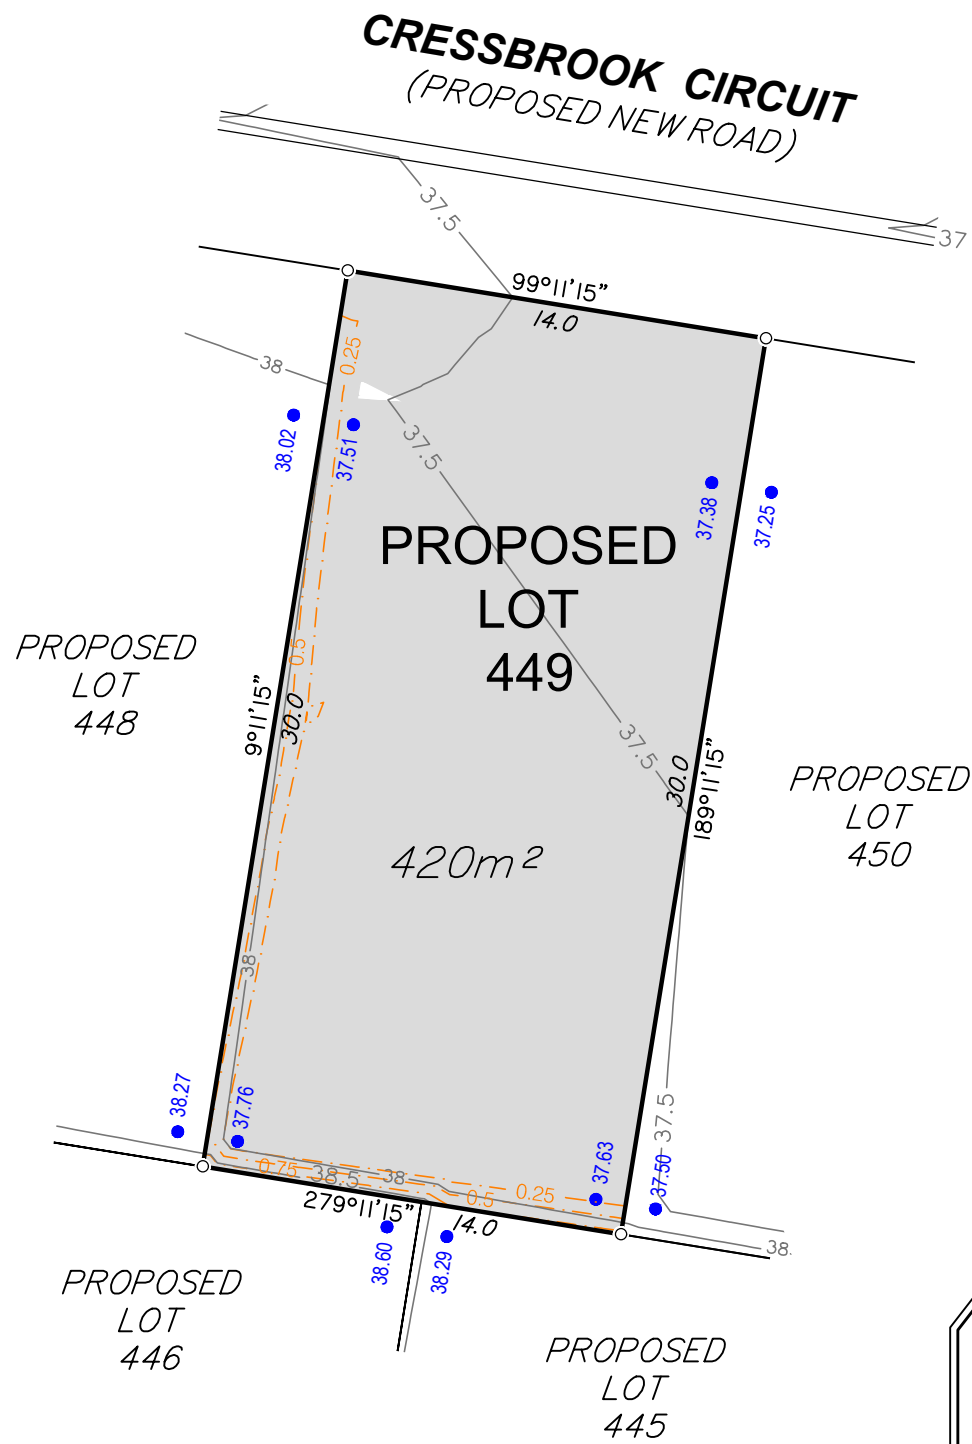 CRESSBROOK CIRCUIT
(PROPOSED NEW ROAD)
37.5
37
99°11'15"
14.0
38
0.25
38.02
37.51
37.5
37.38
37.25
PROPOSED
LOT
449
PROPOSED
LOT
448
0.5
9°11'15"
30.0
37.5
30.0
189°11'15"
PROPOSED
LOT
450
420m²
38
38.27
37.76
37.5
37.63
37.50
0.75
38.5
38
0.5
0.25
279°11'15"
14.0
38.60
38.29
38.
PROPOSED
LOT
446
PROPOSED
LOT
445